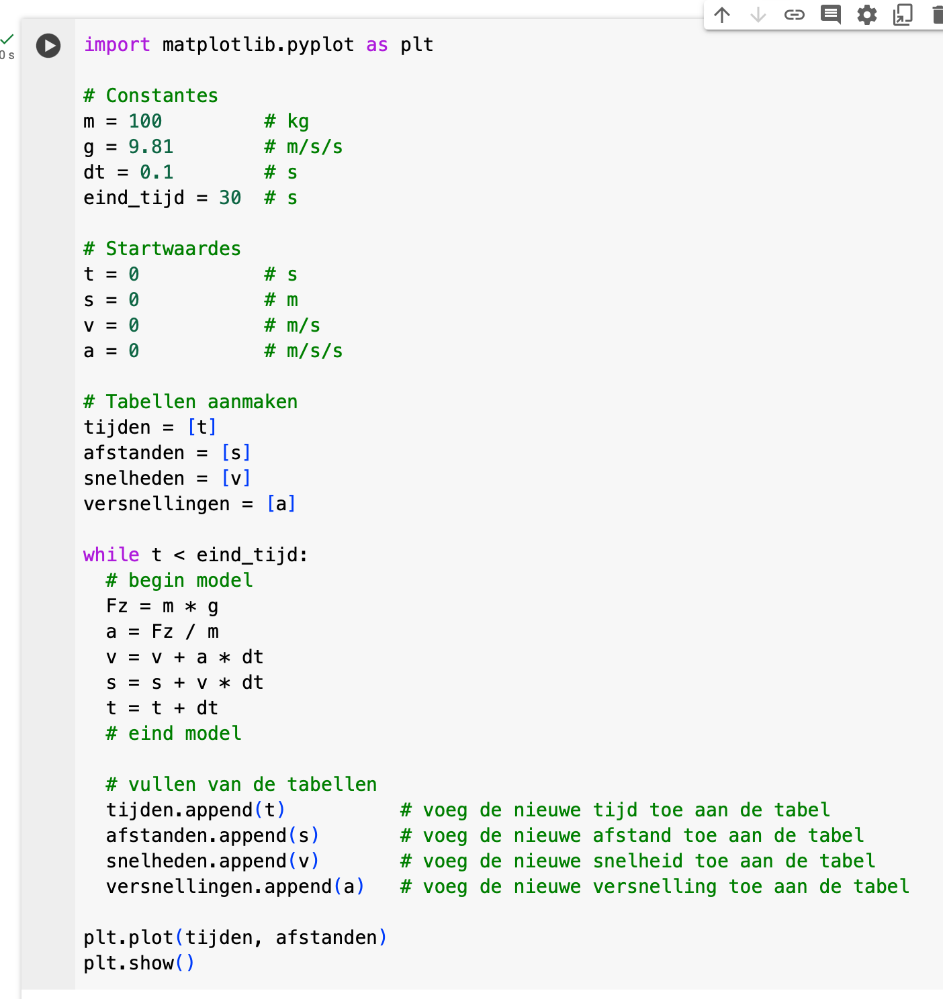 import matplotlib.pyplot as plt
0 s
# Constantes
m = 100         # kg
g = 9.81        # m/s/s
dt = 0.1        # s
eind_tijd = 30  # s
# Startwaardes
t = 0           # s
s = 0           # m
v = 0           # m/s
a = 0           # m/s/s
# Tabellen aanmaken
tijden = [t]
afstanden = [s]
snelheden = [v]
versnellingen = [a]
while t < eind_tijd:
  # begin model
  Fz = m * g
  a = Fz / m
  v = v + a * dt
  s = s + v * dt
  t = t + dt
  # eind model
  # vullen van de tabellen
  tijden.append(t)          # voeg de nieuwe tijd toe aan de tabel
  afstanden.append(s)       # voeg de nieuwe afstand toe aan de tabel
  snelheden.append(v)       # voeg de nieuwe snelheid toe aan de tabel
  versnellingen.append(a)   # voeg de nieuwe versnelling toe aan de tabel
plt.plot(tijden, afstanden)
plt.show()